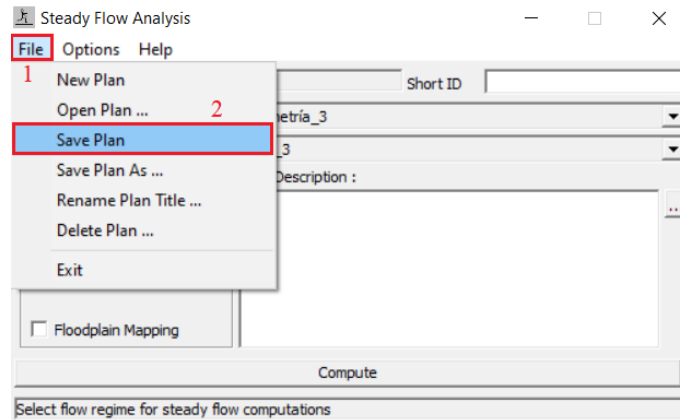 Steady Flow Analysis
File Options Help
1
New Plan
Short ID
Open Plan ...
2
etría_3
Save Plan
_3
Save Plan As ...
Description :
Rename Plan Title ...
..
Delete Plan ...
Exit
Floodplain Mapping
Compute
Select flow regime for steady flow computations